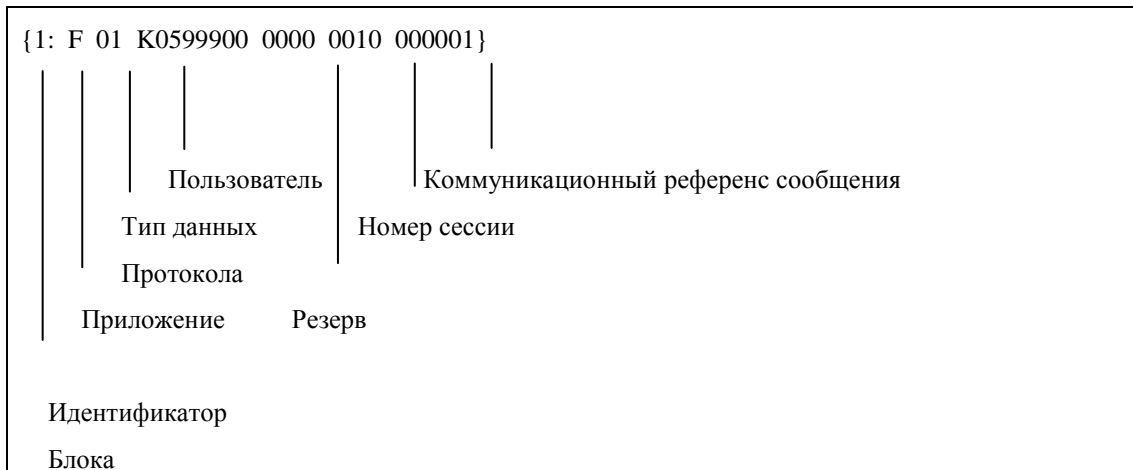 {1: F 01 K0599900 0000 0010 000001}
Пользователь Коммуникационный референс сообщения
Тип данных Номер сессии
Протокола
Приложение Резерв
Идентификатор
Блока